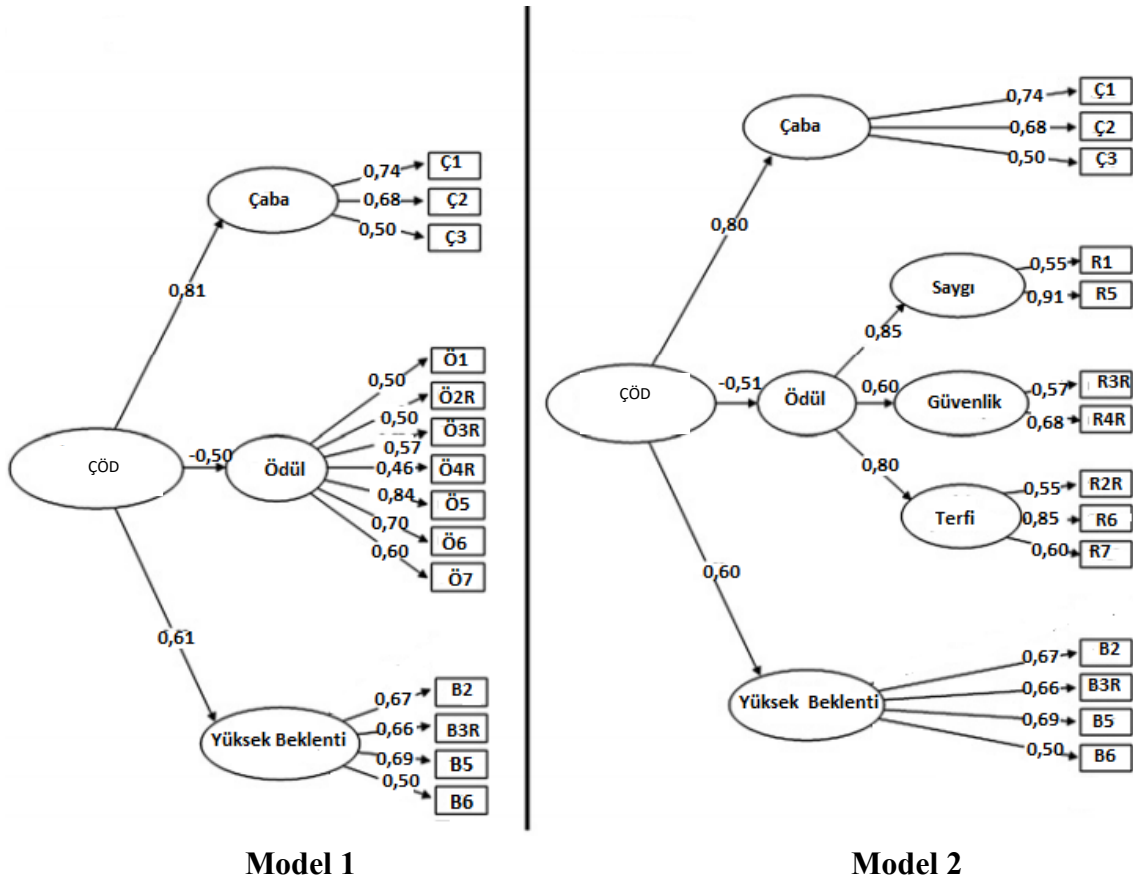 0,74
Ç1
Çaba
0,68
Ç2
0,50
Ç3
0,81
0,50
Ö1
0,50
Ö2R
0,57
Ö3R
ÇÖD
-0,50
Ödül
0,46
Ö4R
0,84
Ö5
0,70
Ö6
0,60
Ö7
0,61
0,67
B2
Yüksek Beklenti
0,66
B3R
0,69
B5
0,50
B6
Model 1
0,74
Ç1
Çaba
0,68
Ç2
0,50
Ç3
0,80
0,55
R1
Saygı
0,91
R5
0,85
ÇÖD
-0,51
Ödül
0,60
Güvenlik
0,57
R3R
0,68
R4R
0,80
0,55
R2R
Terfi
0,85
R6
0,60
R7
0,60
0,67
B2
Yüksek Beklenti
0,66
B3R
0,69
B5
0,50
B6
Model 2